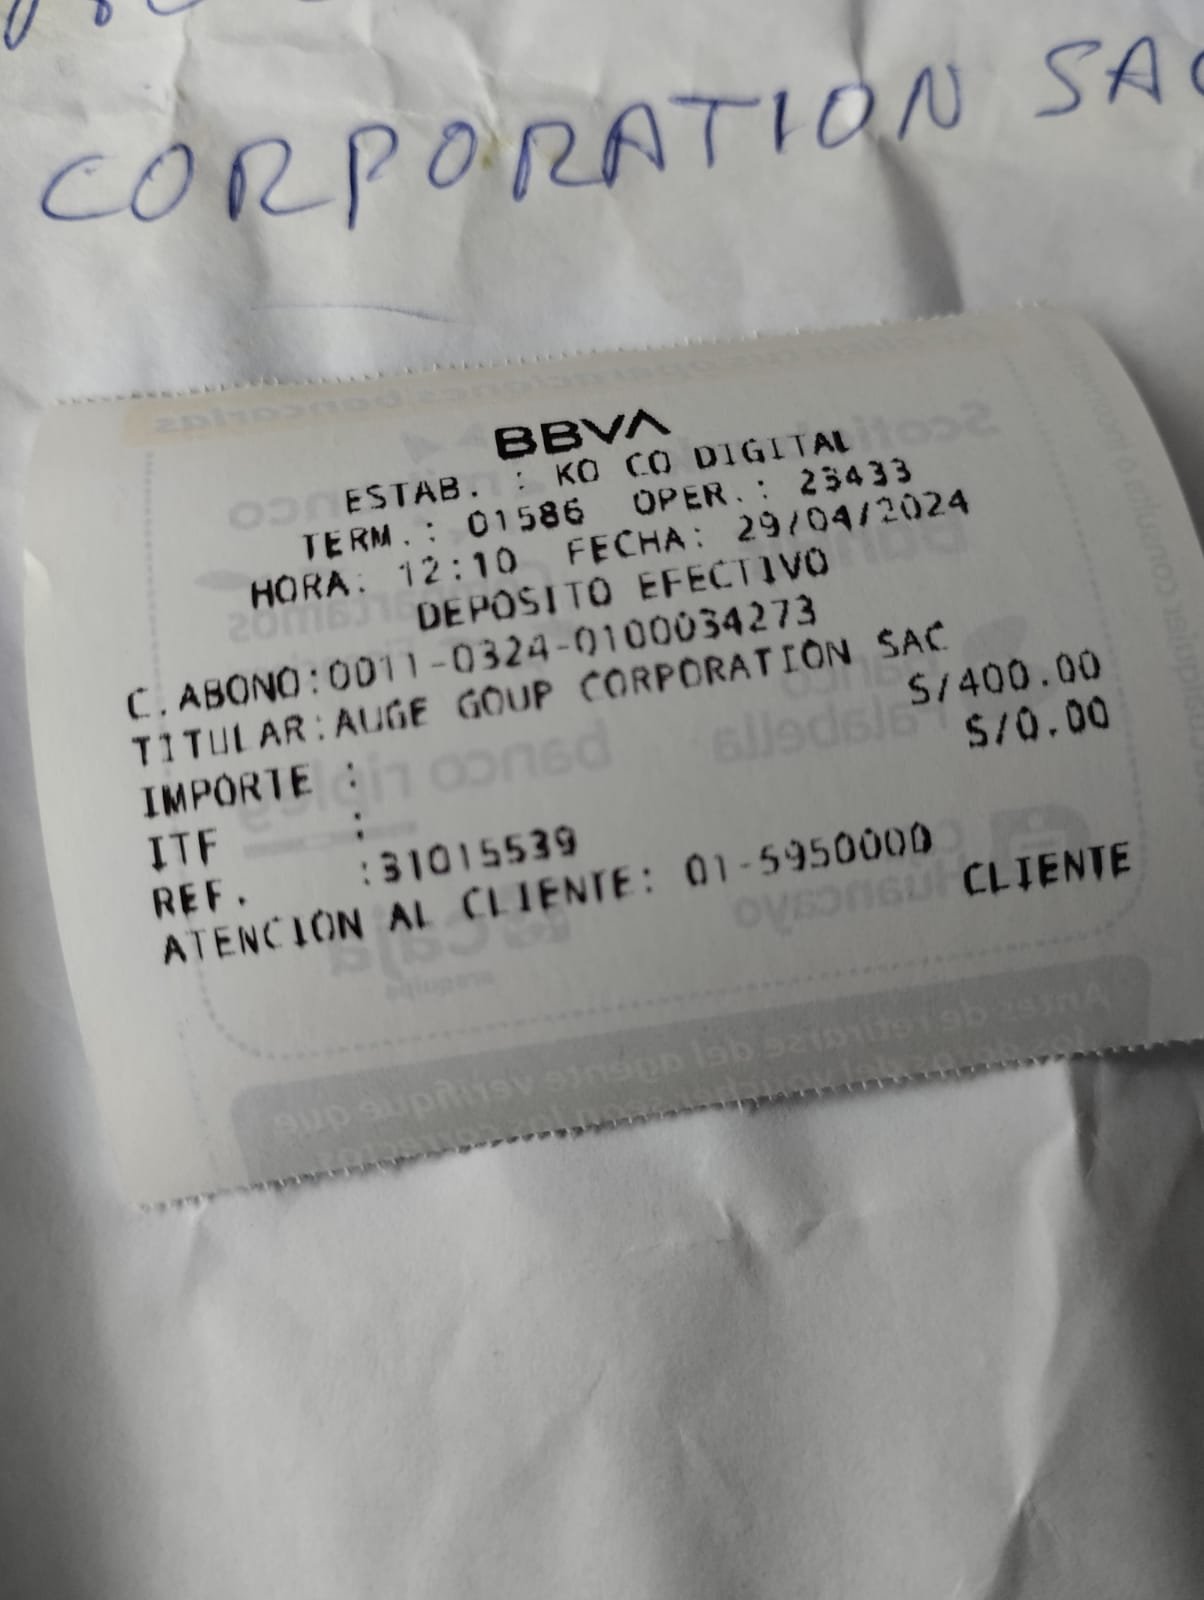 CORPORATION SAC
BBVA
ESTAB. : KO CO DIGITAL
TERM.: 01586 OPER.: 23433
HORA: 12:10 FECHA: 29/04/2024
DEPOSITO EFECTIVO
C.ABONO:0011-0324-0100034273
TITULAR:AUGE GOUP CORPORATION SAC
IMPORTE : S/400.00
ITF : S/0.00
REF. :31015539
ATENCION AL CLIENTE: 01-5950000
CLIENTE